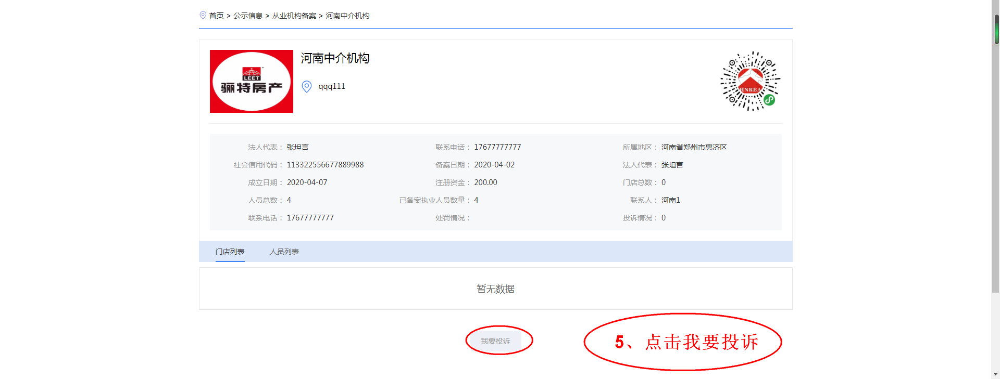 首页 > 公示信息 > 从业机构备案 > 河南中介机构
LEET
骊特房产
河南中介机构
qqq111
HNREA
法人代表： 张坦言 联系电话： 17677777777 所属地区： 河南省郑州市惠济区
社会信用代码： 113322556677889988 备案日期： 2020-04-02 法人代表： 张坦言
成立日期： 2020-04-07 注册资金： 200.00 门店总数： 0
人员总数： 4 已备案执业人员数量： 4 联系人： 河南1
联系电话： 17677777777 处罚情况： 投诉情况： 0
门店列表 人员列表
暂无数据
我要投诉
5、点击我要投诉